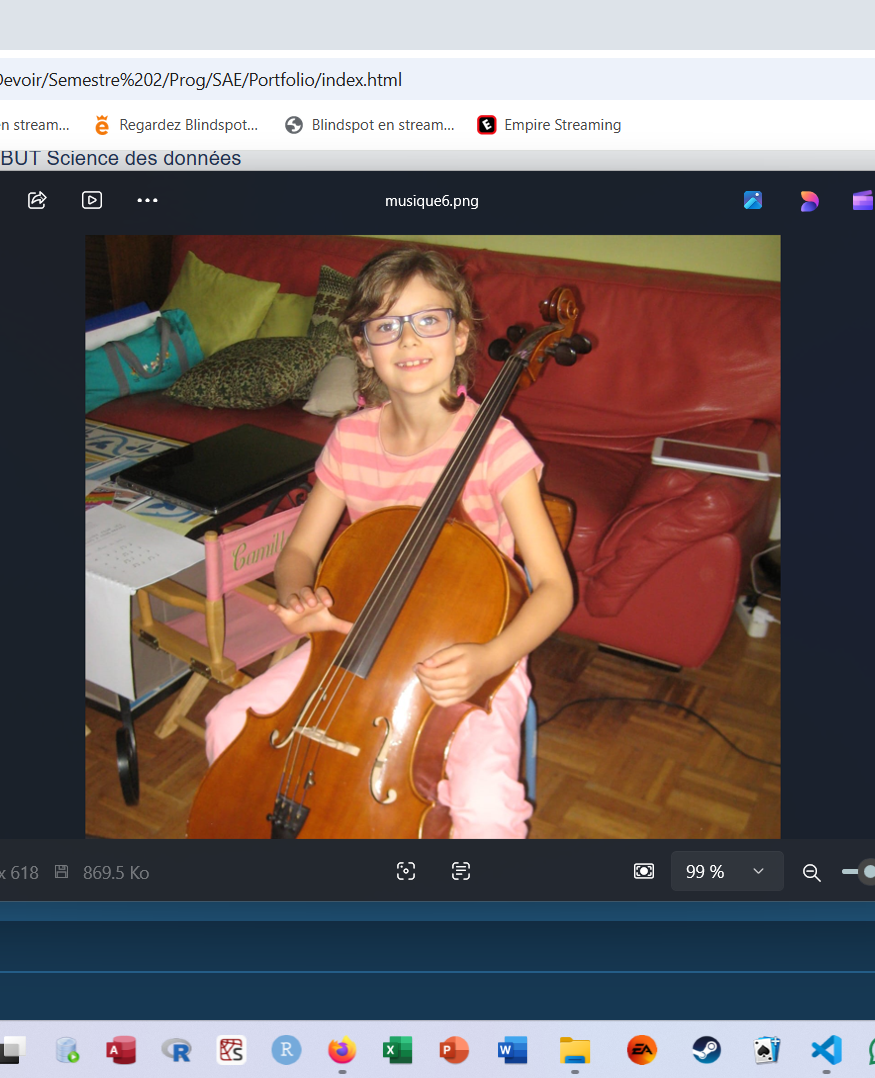 Devoir/Semestre%202/Prog/SAE/Portfolio/index.html
n stream...
Regardez Blindspot...
Blindspot en stream...
Empire Streaming
BUT Science des données
musique6.png
Camill
x 618
869.5 Ko
99 %